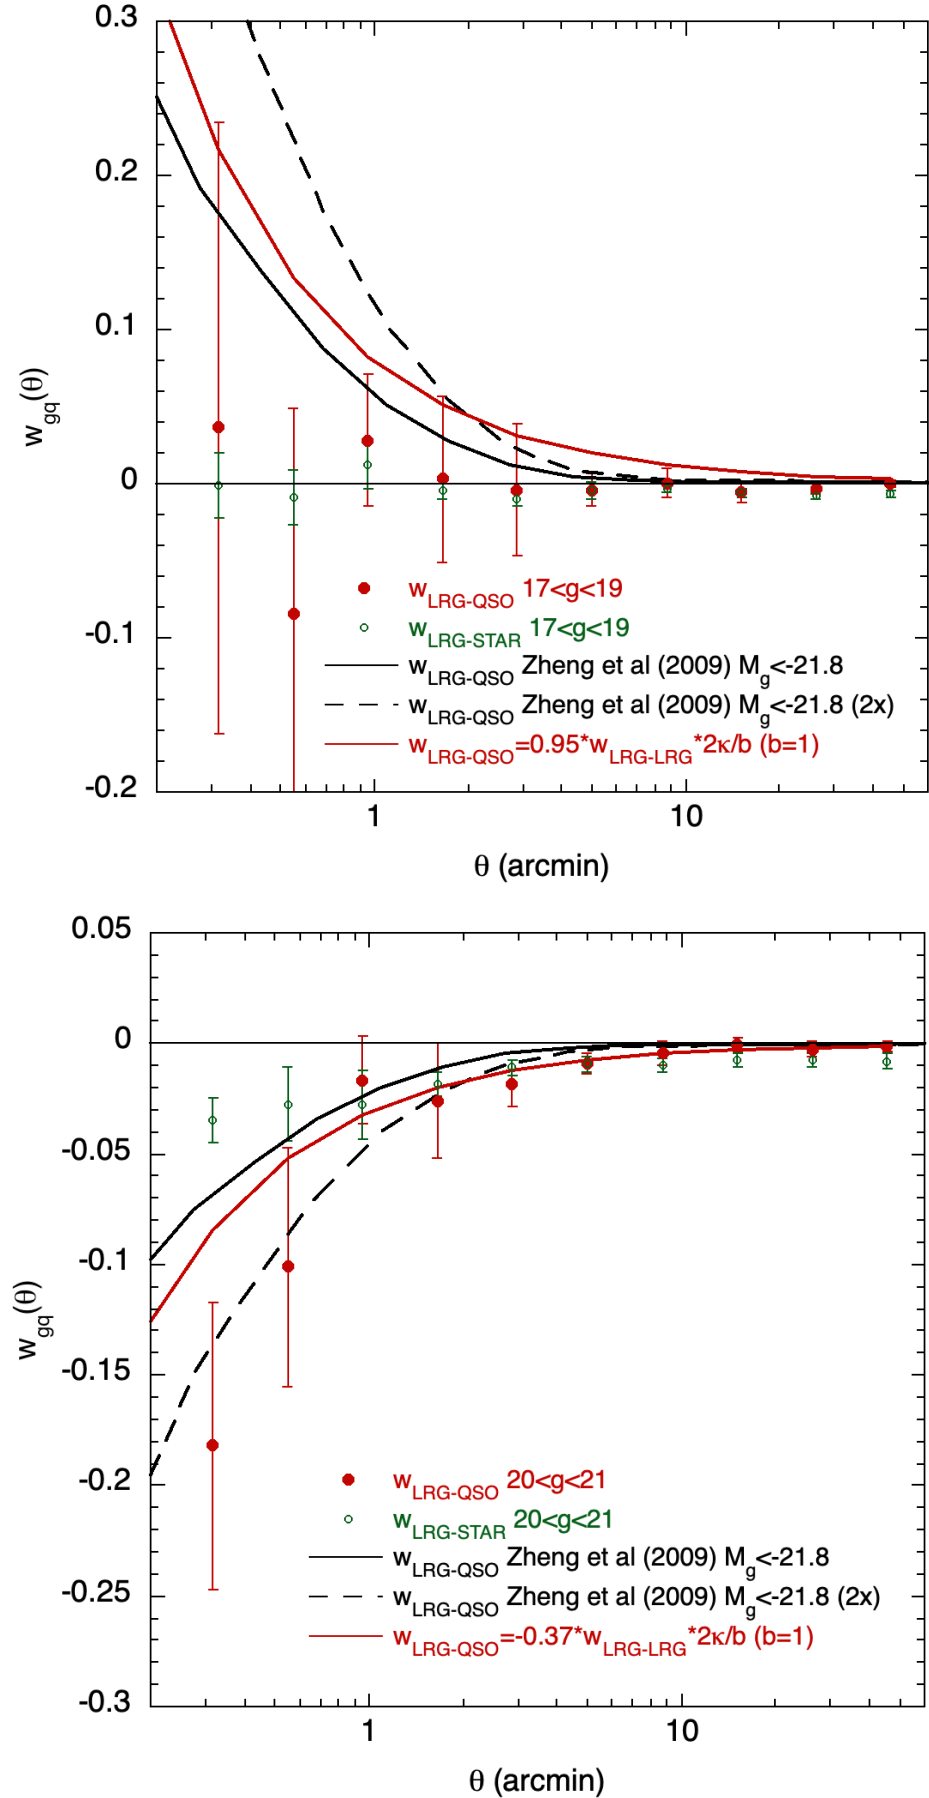 0.3
0.2
0.1
0
-0.1
-0.2
w_gq(θ)
w_LRG-QSO 17<g<19
w_LRG-STAR 17<g<19
w_LRG-QSO Zheng et al (2009) M_g<-21.8
w_LRG-QSO Zheng et al (2009) M_g<-21.8 (2x)
w_LRG-QSO=0.95*w_LRG-LRG*2κ/b (b=1)
1 10
θ (arcmin)
0.05
0
-0.05
-0.1
-0.15
-0.2
-0.25
-0.3
w_gq(θ)
w_LRG-QSO 20<g<21
w_LRG-STAR 20<g<21
w_LRG-QSO Zheng et al (2009) M_g<-21.8
w_LRG-QSO Zheng et al (2009) M_g<-21.8 (2x)
w_LRG-QSO=-0.37*w_LRG-LRG*2κ/b (b=1)
1 10
θ (arcmin)